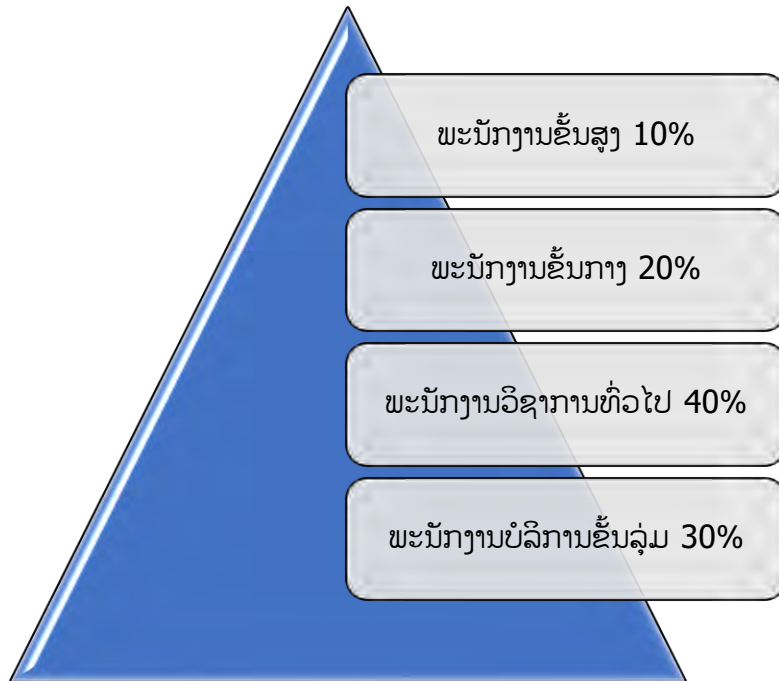 ພະນັກງານຂັ້ນສູງ 10%
ພະນັກງານຂັ້ນກາງ 20%
ພະນັກງານວິຊາການທົ່ວໄປ 40%
ພະນັກງານບໍລິການຂັ້ນລຸ່ມ 30%